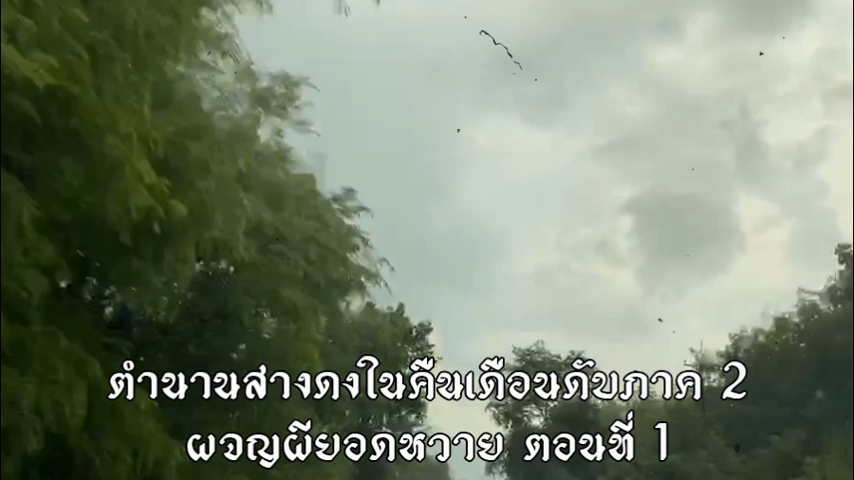 ตำนานสางดงในคืนเดือนดับภาค 2
ผจญผียอดหวาย ตอนที่ 1